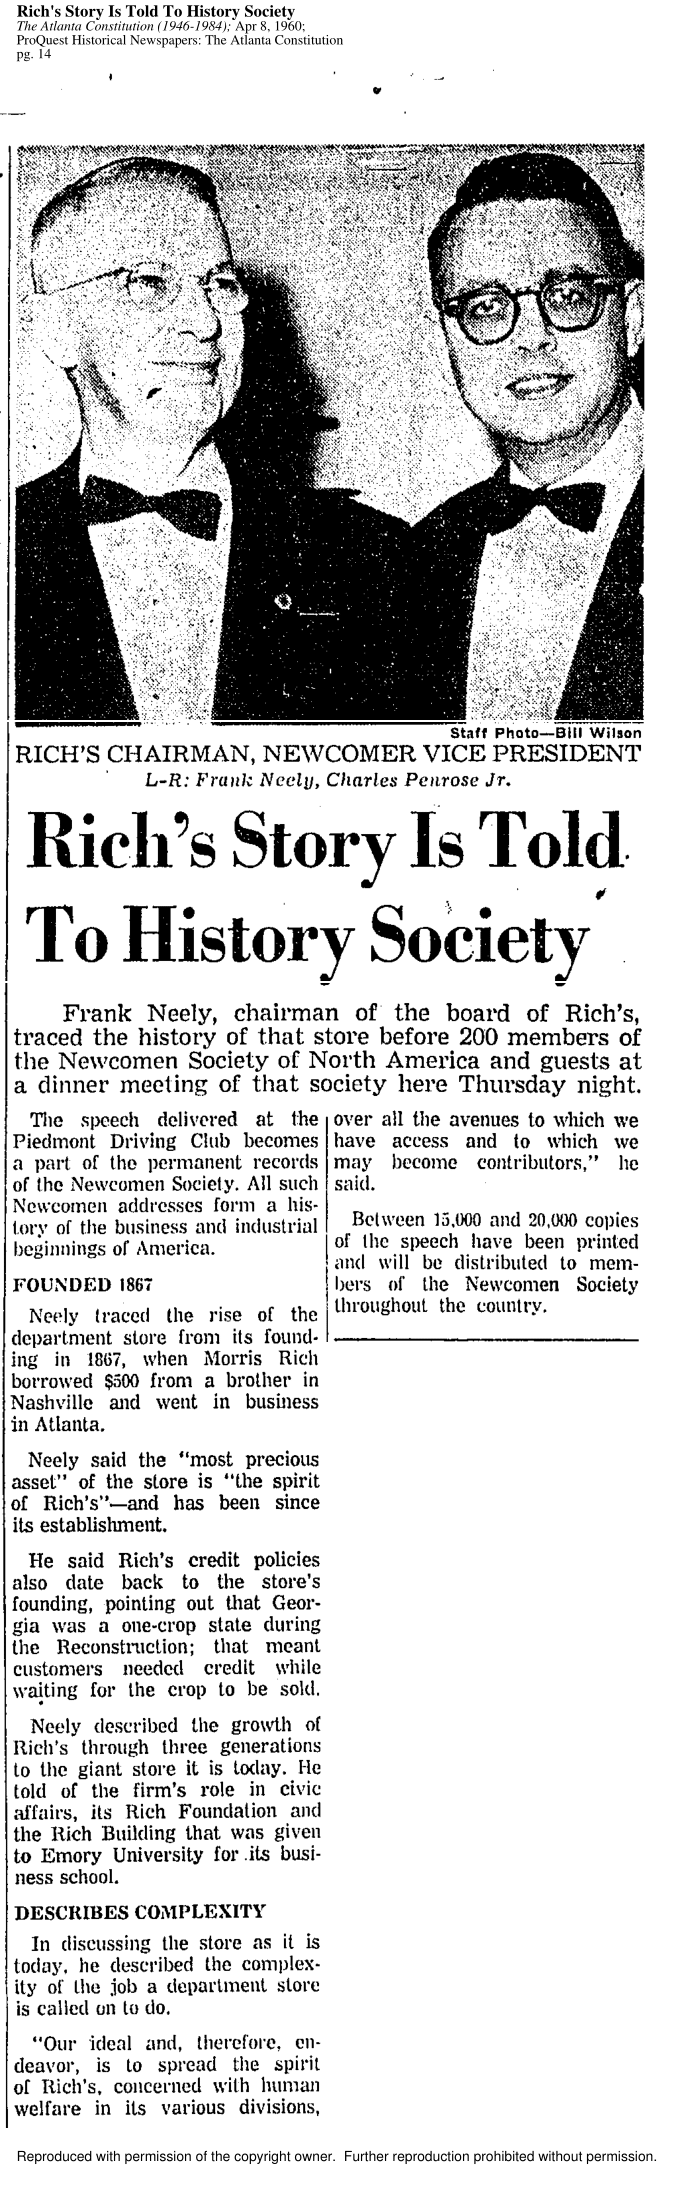 Rich's Story Is Told To History Society
The Atlanta Constitution (1946-1984); Apr 8, 1960;
ProQuest Historical Newspapers: The Atlanta Constitution
pg. 14
Staff Photo—Bill Wilson
RICH'S CHAIRMAN, NEWCOMER VICE PRESIDENT
L-R: Frank Neely, Charles Penrose Jr.
Rich's Story Is Told
To History Society
Frank Neely, chairman of the board of Rich's,
traced the history of that store before 200 members of
the Newcomen Society of North America and guests at
a dinner meeting of that society here Thursday night.
The speech delivered at the
Piedmont Driving Club becomes
a part of the permanent records
of the Newcomen Society. All such
Newcomen addresses form a his-
tory of the business and industrial
beginnings of America.
FOUNDED 1867
Neely traced the rise of the
department store from its found-
ing in 1867, when Morris Rich
borrowed $500 from a brother in
Nashville and went in business
in Atlanta.
Neely said the "most precious
asset" of the store is "the spirit
of Rich's"—and has been since
its establishment.
He said Rich's credit policies
also date back to the store's
founding, pointing out that Geor-
gia was a one-crop state during
the Reconstruction; that meant
customers needed credit while
waiting for the crop to be sold.
Neely described the growth of
Rich's through three generations
to the giant store it is today. He
told of the firm's role in civic
affairs, its Rich Foundation and
the Rich Building that was given
to Emory University for its busi-
ness school.
DESCRIBES COMPLEXITY
In discussing the store as it is
today, he described the complex-
ity of the job a department store
is called on to do.
"Our ideal and, therefore, en-
deavor, is to spread the spirit
of Rich's, concerned with human
welfare in its various divisions,
over all the avenues to which we
have access and to which we
may become contributors," he
said.
Between 15,000 and 20,000 copies
of the speech have been printed
and will be distributed to mem-
bers of the Newcomen Society
throughout the country.
Reproduced with permission of the copyright owner. Further reproduction prohibited without permission.